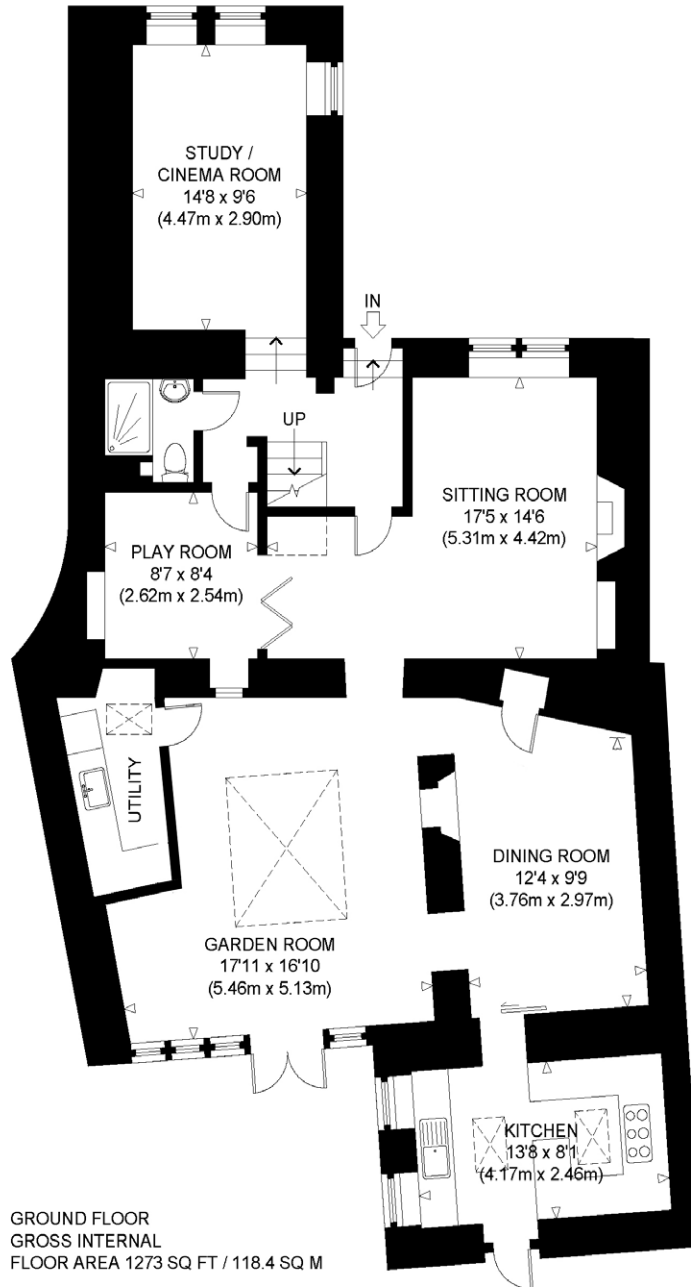 STUDY /
CINEMA ROOM
14'8 x 9'6
(4.47m x 2.90m)
IN
UP
SITTING ROOM
17'5 x 14'6
(5.31m x 4.42m)
PLAY ROOM
8'7 x 8'4
(2.62m x 2.54m)
UTILITY
DINING ROOM
12'4 x 9'9
(3.76m x 2.97m)
GARDEN ROOM
17'11 x 16'10
(5.46m x 5.13m)
KITCHEN
13'8 x 8'1
(4.17m x 2.46m)
GROUND FLOOR
GROSS INTERNAL
FLOOR AREA 1273 SQ FT / 118.4 SQ M